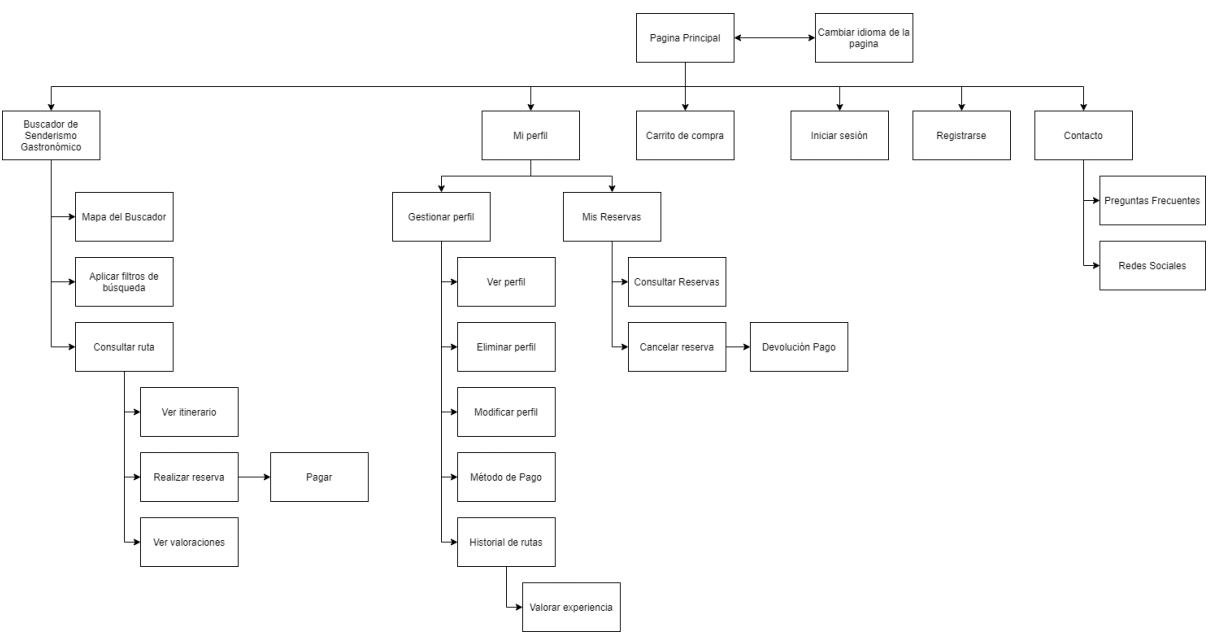 Pagina Principal
Cambiar idioma de la
pagina
Buscador de
Senderismo
Gastronómico
Mi perfil
Carrito de compra
Iniciar sesión
Registrarse
Contacto
Mapa del Buscador
Gestionar perfil
Mis Reservas
Preguntas Frecuentes
Aplicar filtros de
búsqueda
Ver perfil
Consultar Reservas
Redes Sociales
Consultar ruta
Eliminar perfil
Cancelar reserva
Devolución Pago
Ver itinerario
Modificar perfil
Realizar reserva
Pagar
Método de Pago
Ver valoraciones
Historial de rutas
Valorar experiencia